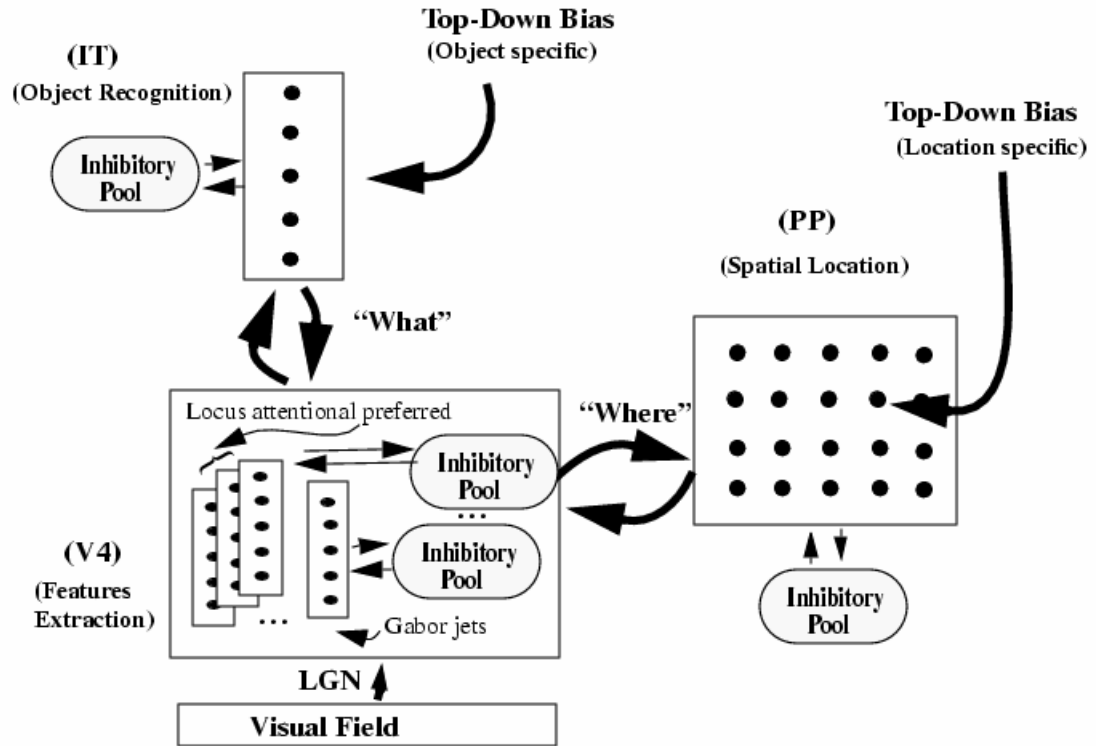 Top-Down Bias
(Object specific)
(IT)
(Object Recognition)
Inhibitory
Pool
Top-Down Bias
(Location specific)
(PP)
(Spatial Location)
“What”
“Where”
Locus attentional preferred
Inhibitory
Pool
...
Inhibitory
Pool
(V4)
(Features
Extraction)
...
Gabor jets
Inhibitory
Pool
LGN
Visual Field